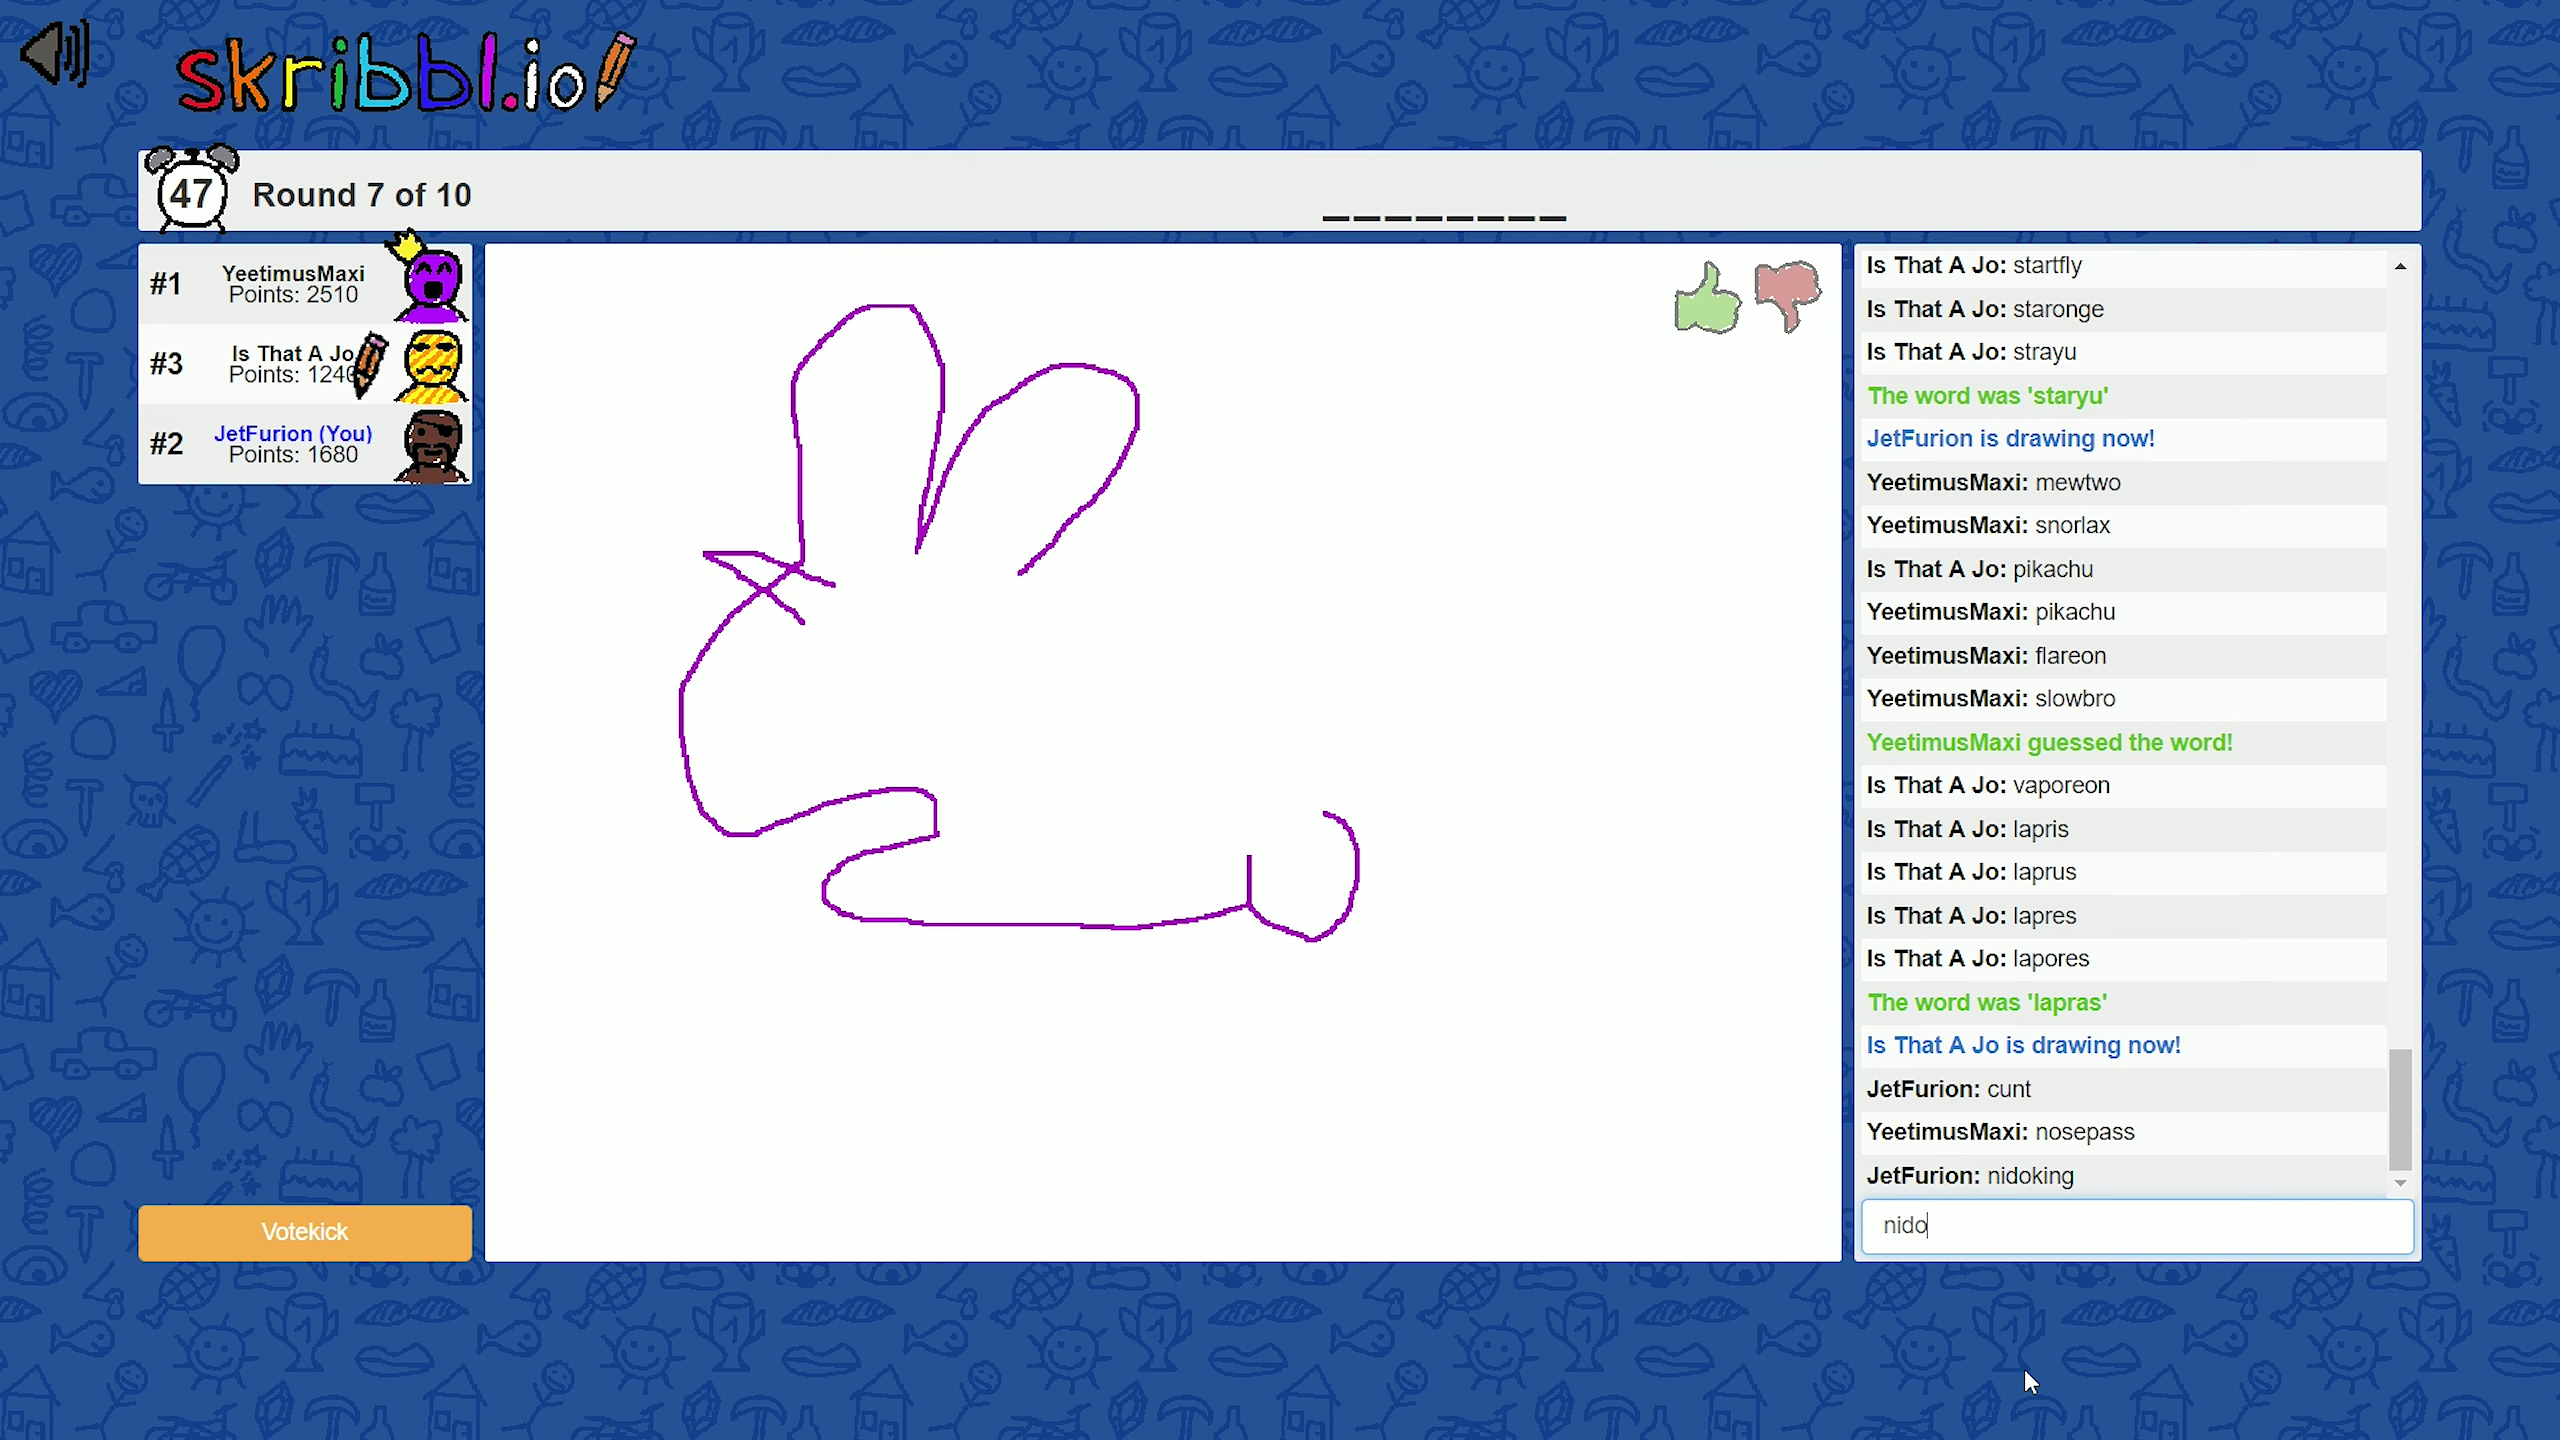 skribbl.io
47
Round 7 of 10
________
#1
YeetimusMaxi
Points: 2510
#3
Is That A Jo
Points: 1240
#2
JetFurion (You)
Points: 1680
Votekick
Is That A Jo: startfly
Is That A Jo: staronge
Is That A Jo: strayu
The word was 'staryu'
JetFurion is drawing now!
YeetimusMaxi: mewtwo
YeetimusMaxi: snorlax
Is That A Jo: pikachu
YeetimusMaxi: pikachu
YeetimusMaxi: flareon
YeetimusMaxi: slowbro
YeetimusMaxi guessed the word!
Is That A Jo: vaporeon
Is That A Jo: lapris
Is That A Jo: laprus
Is That A Jo: lapres
Is That A Jo: lapores
The word was 'lapras'
Is That A Jo is drawing now!
JetFurion: cunt
YeetimusMaxi: nosepass
JetFurion: nidoking
nido